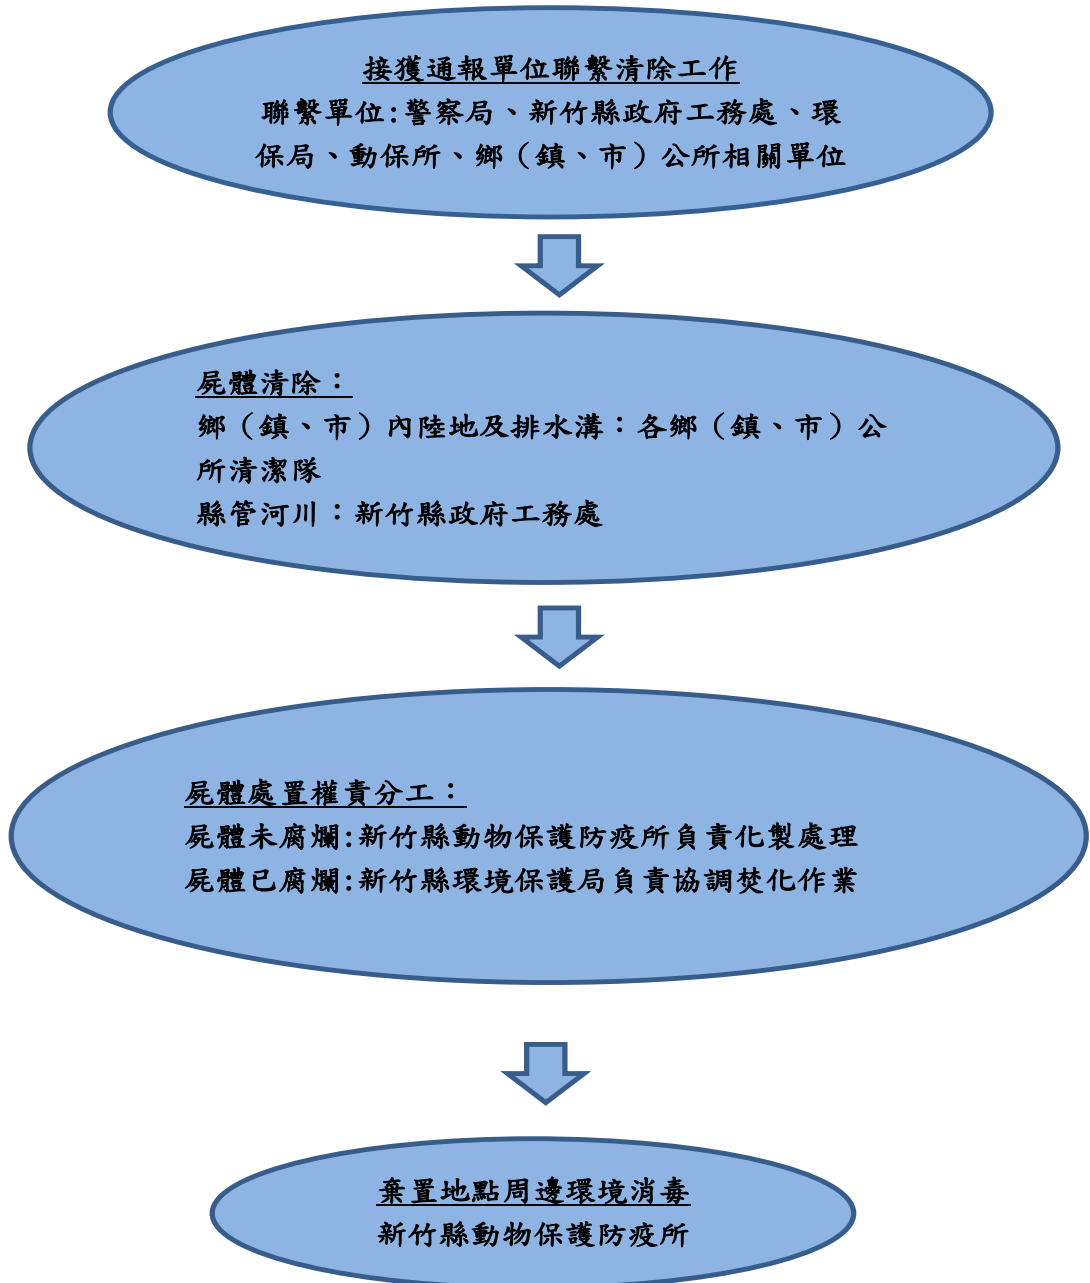 接獲通報單位聯繫清除工作
聯繫單位:警察局、新竹縣政府工務處、環
保局、動保所、鄉（鎮、市）公所相關單位
屍體清除：
鄉（鎮、市）內陸地及排水溝：各鄉（鎮、市）公
所清潔隊
縣管河川：新竹縣政府工務處
屍體處置權責分工：
屍體未腐爛:新竹縣動物保護防疫所負責化製處理
屍體已腐爛:新竹縣環境保護局負責協調焚化作業
棄置地點周邊環境消毒
新竹縣動物保護防疫所